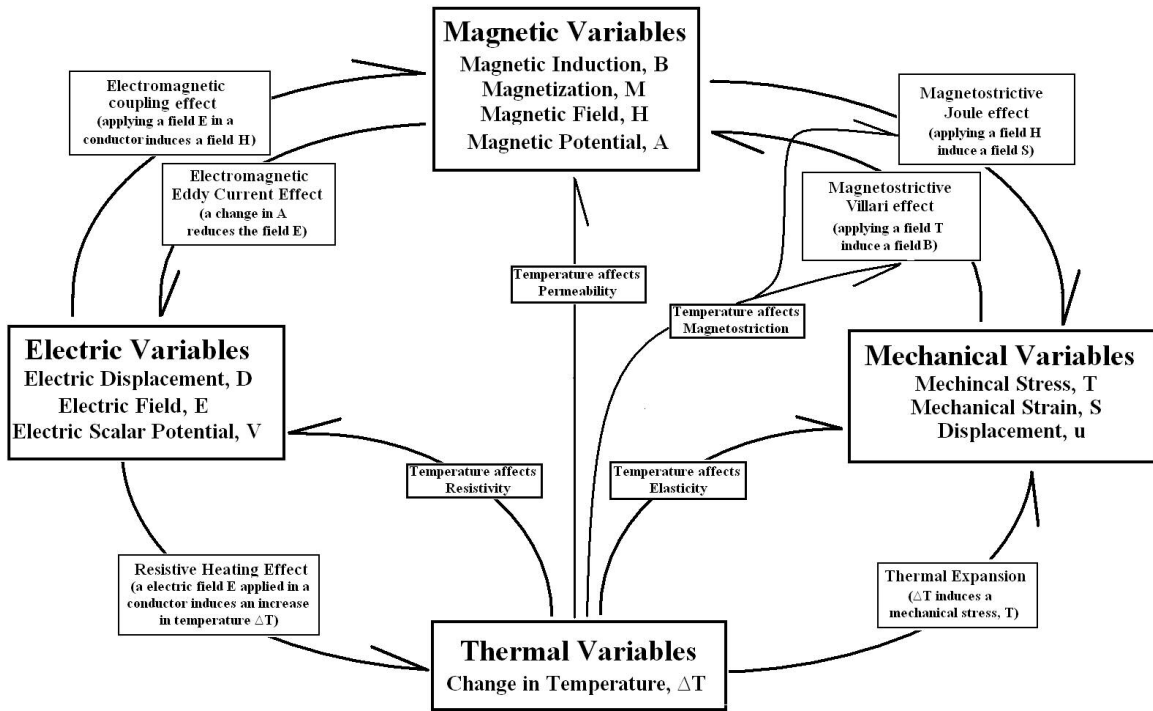 Magnetic Variables
Magnetic Induction, B
Magnetization, M
Magnetic Field, H
Magnetic Potential, A
Electromagnetic
coupling effect
(applying a field E in a
conductor induces a field H)
Electromagnetic
Eddy Current Effect
(a change in A
reduces the field E)
Magnetostrictive
Joule effect
(applying a field H
induce a field S)
Magnetostrictive
Villari effect
(applying a field T
induce a field B)
Temperature affects
Permeability
Temperature affects
Magnetostriction
Electric Variables
Electric Displacement, D
Electric Field, E
Electric Scalar Potential, V
Mechanical Variables
Mechincal Stress, T
Mechanical Strain, S
Displacement, u
Temperature affects
Resistivity
Temperature affects
Elasticity
Resistive Heating Effect
(a electric field E applied in a
conductor induces an increase
in temperature ΔT)
Thermal Expansion
(ΔT induces a
mechanical stress, T)
Thermal Variables
Change in Temperature, ΔT